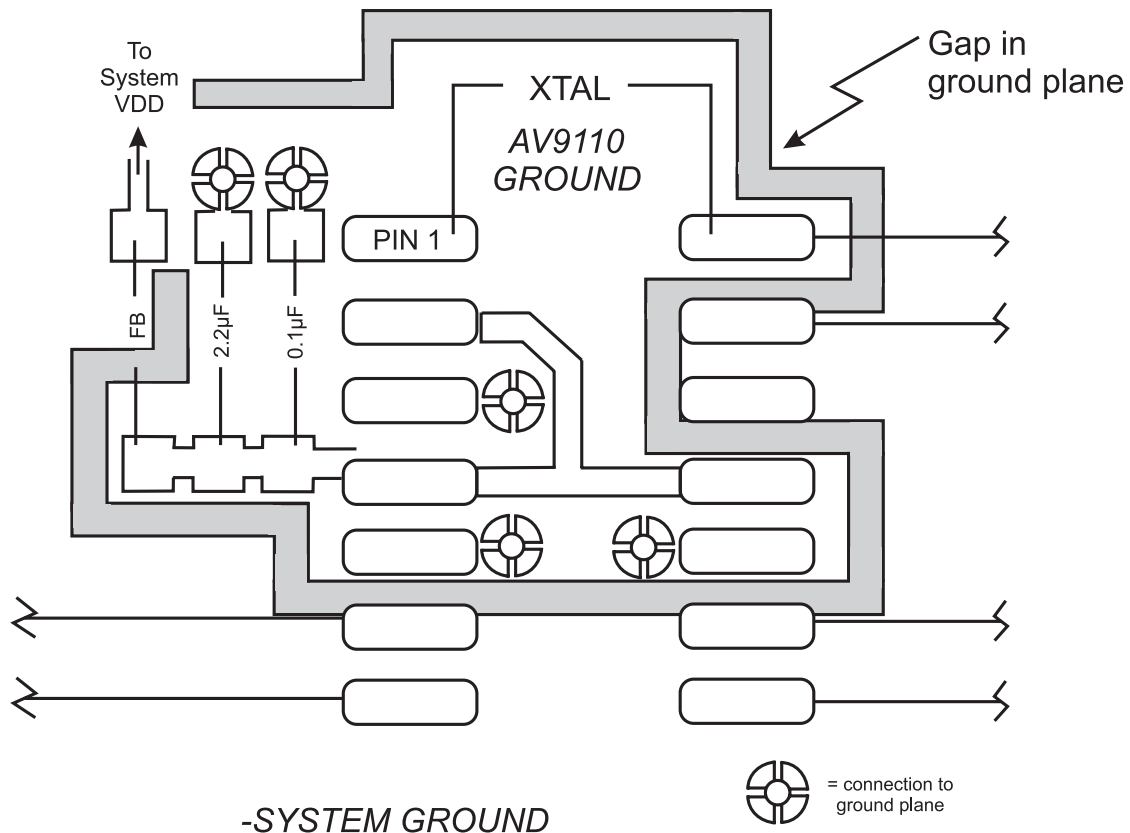 Gap in
ground plane
To
System
VDD
XTAL
AV9110
GROUND
PIN 1
FB
2.2µF
0.1µF
= connection to
ground plane
-SYSTEM GROUND